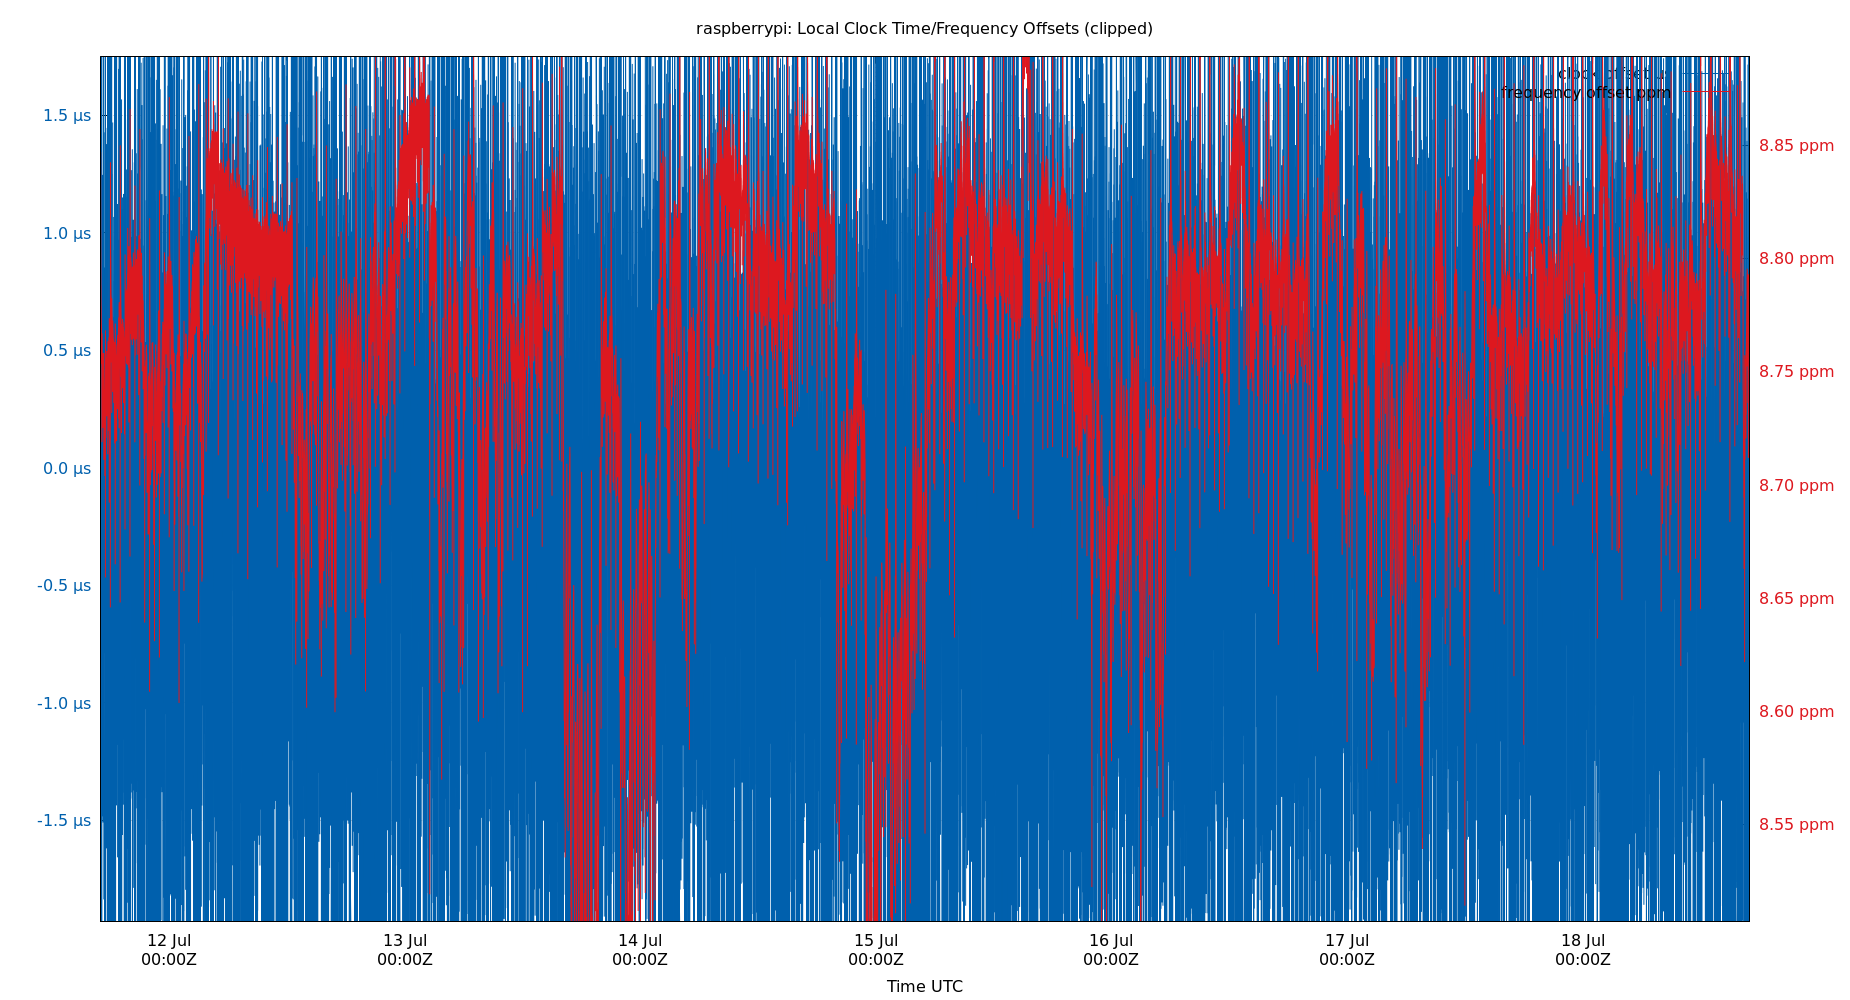 raspberrypi: Local Clock Time/Frequency Offsets (clipped)
clock offset us
frequency offset ppm
1.5 µs
1.0 µs
0.5 µs
0.0 µs
-0.5 µs
-1.0 µs
-1.5 µs
8.85 ppm
8.80 ppm
8.75 ppm
8.70 ppm
8.65 ppm
8.60 ppm
8.55 ppm
12 Jul 13 Jul 14 Jul 15 Jul 16 Jul 17 Jul 18 Jul
00:00Z 00:00Z 00:00Z 00:00Z 00:00Z 00:00Z 00:00Z
Time UTC